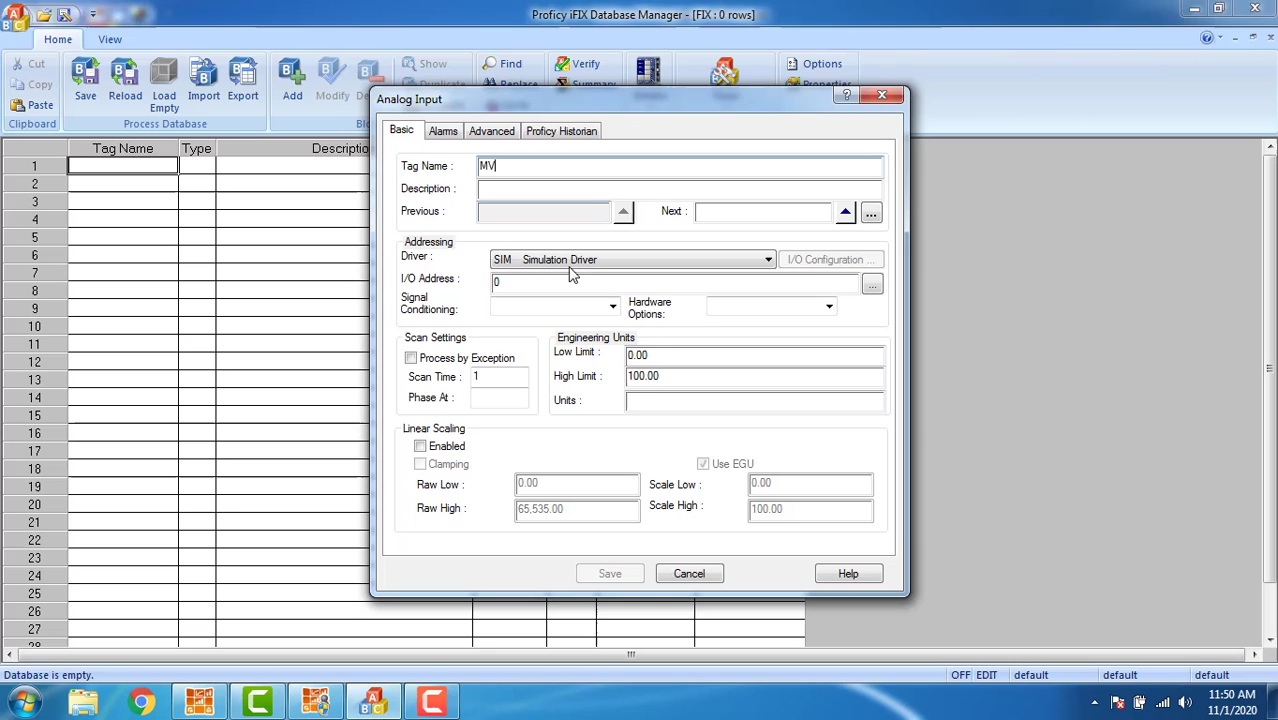 Proficy iFIX Database Manager - [FIX : 0 rows]
Home View
Cut
Copy
Paste
Clipboard
Save
Reload
Load
Empty
Import
Export
Process Database
Add
Modify
Show
Find
Replace
Verify
Summary
Options
Analog Input
Basic Alarms Advanced Proficy Historian
Tag Name : MV
Description :
Previous : Next : ...
Addressing
Driver : SIM Simulation Driver I/O Configuration ...
I/O Address : 0 ...
Signal
Conditioning:
Hardware
Options:
Scan Settings
Process by Exception
Scan Time : 1
Phase At :
Engineering Units
Low Limit : 0.00
High Limit : 100.00
Units :
Linear Scaling
Enabled
Clamping Use EGU
Raw Low : 0.00 Scale Low : 0.00
Raw High : 65,535.00 Scale High : 100.00
Save Cancel Help
Tag Name Type
1
2
3
4
5
6
7
8
9
10
11
12
13
14
15
16
17
18
19
20
21
22
23
24
25
26
27
28
Database is empty. OFF EDIT default default default
11:50 AM
11/1/2020